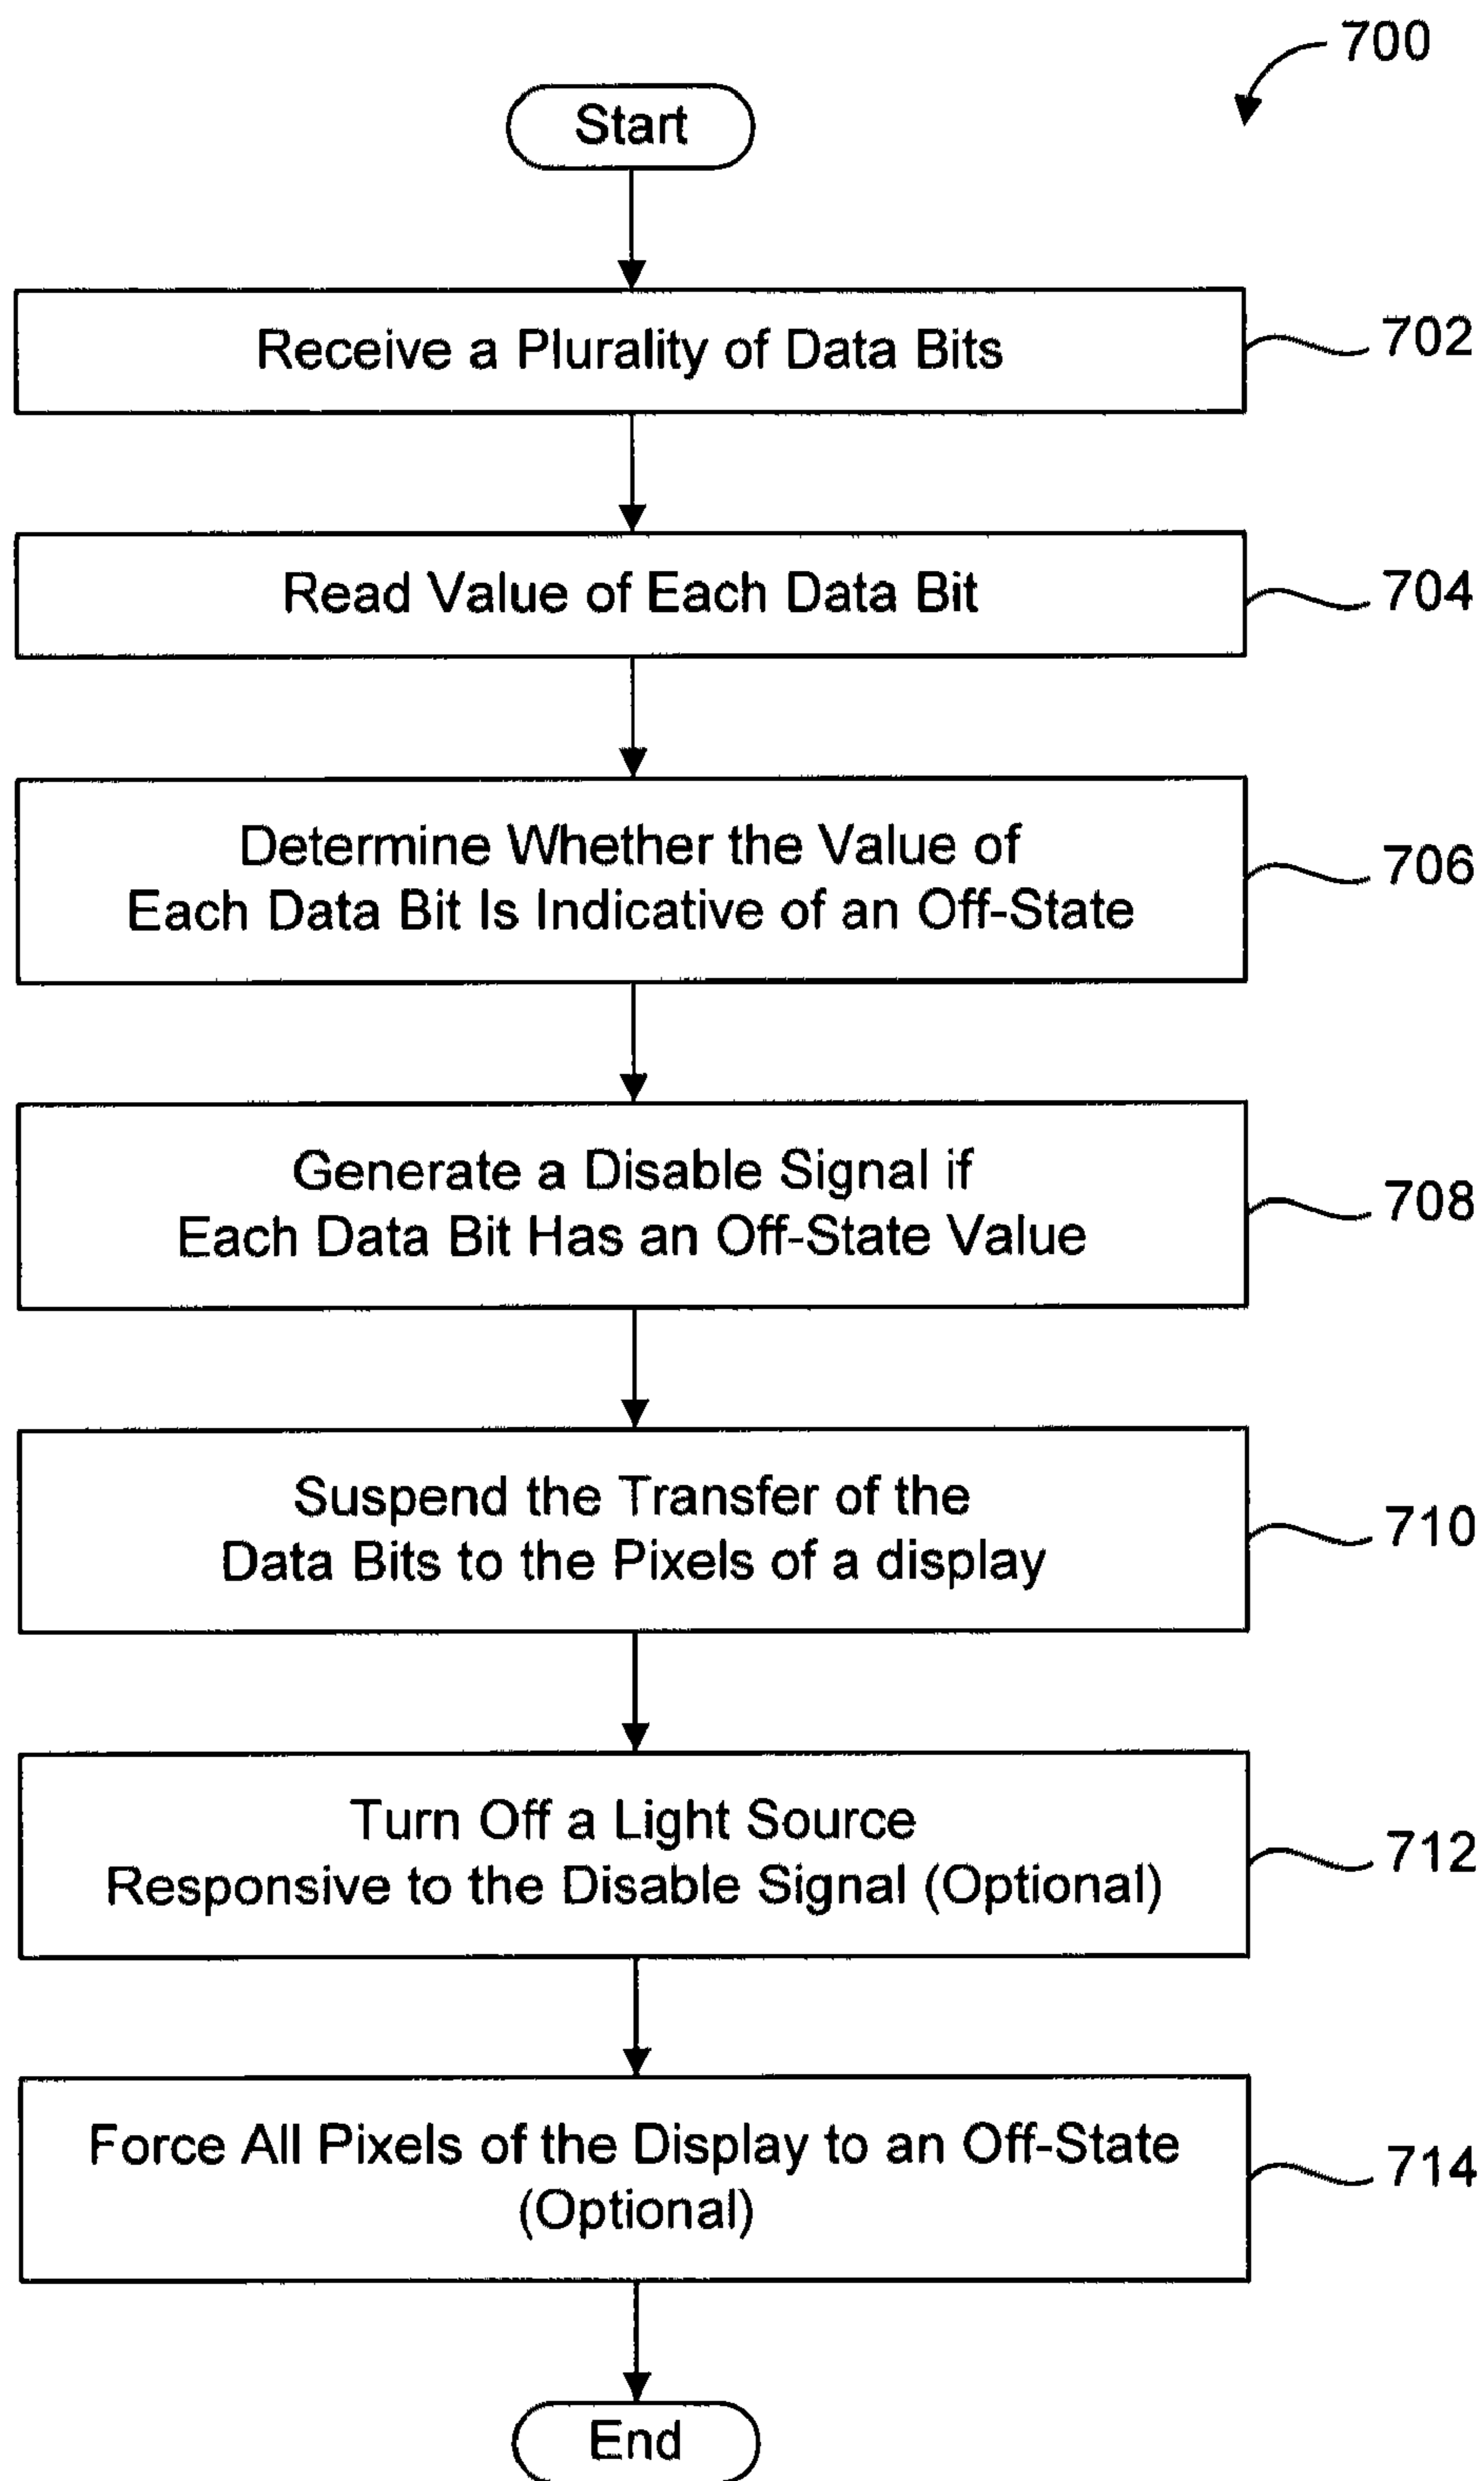 700
Start
Receive a Plurality of Data Bits
702
Read Value of Each Data Bit
704
Determine Whether the Value of
Each Data Bit Is Indicative of an Off-State
706
Generate a Disable Signal if
Each Data Bit Has an Off-State Value
708
Suspend the Transfer of the
Data Bits to the Pixels of a display
710
Turn Off a Light Source
Responsive to the Disable Signal (Optional)
712
Force All Pixels of the Display to an Off-State
(Optional)
714
End